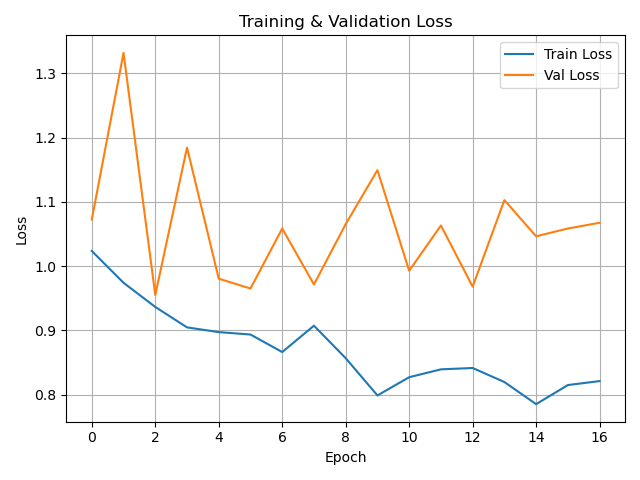 Training & Validation Loss
Train Loss
Val Loss
Loss
1.3
1.2
1.1
1.0
0.9
0.8
0 2 4 6 8 10 12 14 16
Epoch